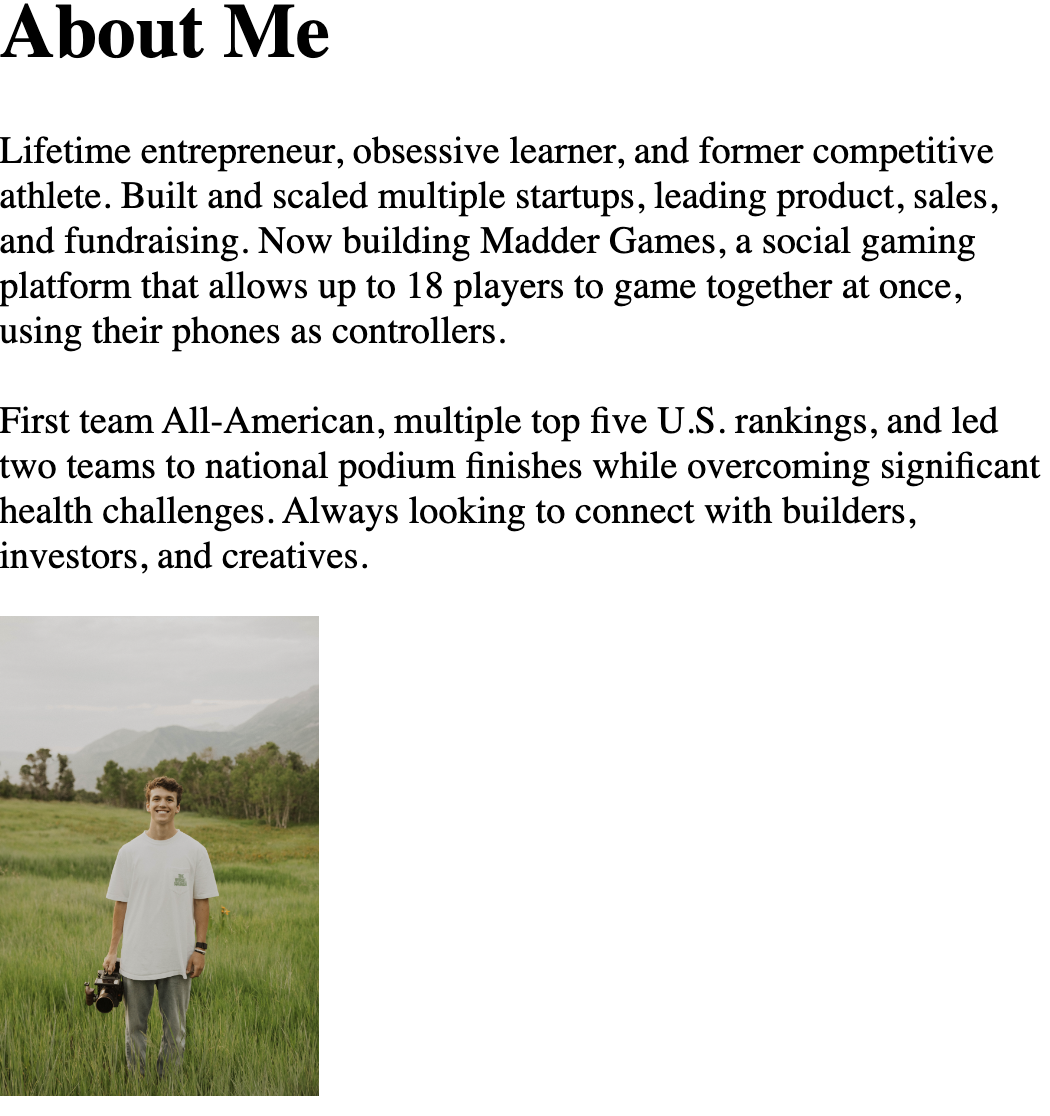 About Me
Lifetime entrepreneur, obsessive learner, and former competitive
athlete. Built and scaled multiple startups, leading product, sales,
and fundraising. Now building Madder Games, a social gaming
platform that allows up to 18 players to game together at once,
using their phones as controllers.
First team All-American, multiple top five U.S. rankings, and led
two teams to national podium finishes while overcoming significant
health challenges. Always looking to connect with builders,
investors, and creatives.